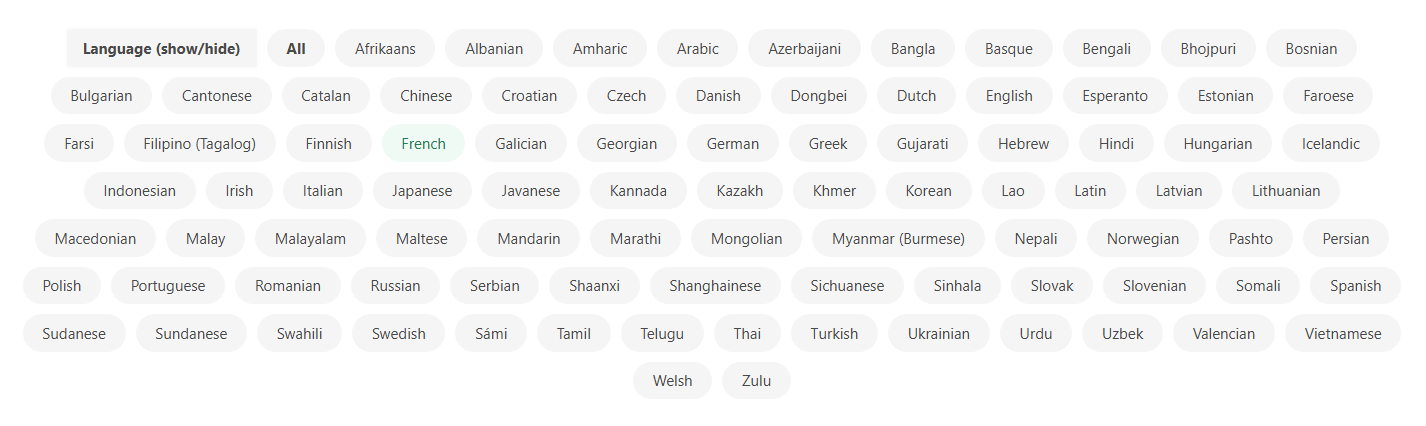 Language (show/hide) All Afrikaans Albanian Amharic Arabic Azerbaijani Bangla Basque Bengali Bhojpuri Bosnian
Bulgarian Cantonese Catalan Chinese Croatian Czech Danish Dongbei Dutch English Esperanto Estonian Faroese
Farsi Filipino (Tagalog) Finnish French Galician Georgian German Greek Gujarati Hebrew Hindi Hungarian Icelandic
Indonesian Irish Italian Japanese Javanese Kannada Kazakh Khmer Korean Lao Latin Latvian Lithuanian
Macedonian Malay Malayalam Maltese Mandarin Marathi Mongolian Myanmar (Burmese) Nepali Norwegian Pashto Persian
Polish Portuguese Romanian Russian Serbian Shaanxi Shanghainese Sichuanese Sinhala Slovak Slovenian Somali Spanish
Sudanese Sundanese Swahili Swedish Sámi Tamil Telugu Thai Turkish Ukrainian Urdu Uzbek Valencian Vietnamese
Welsh Zulu